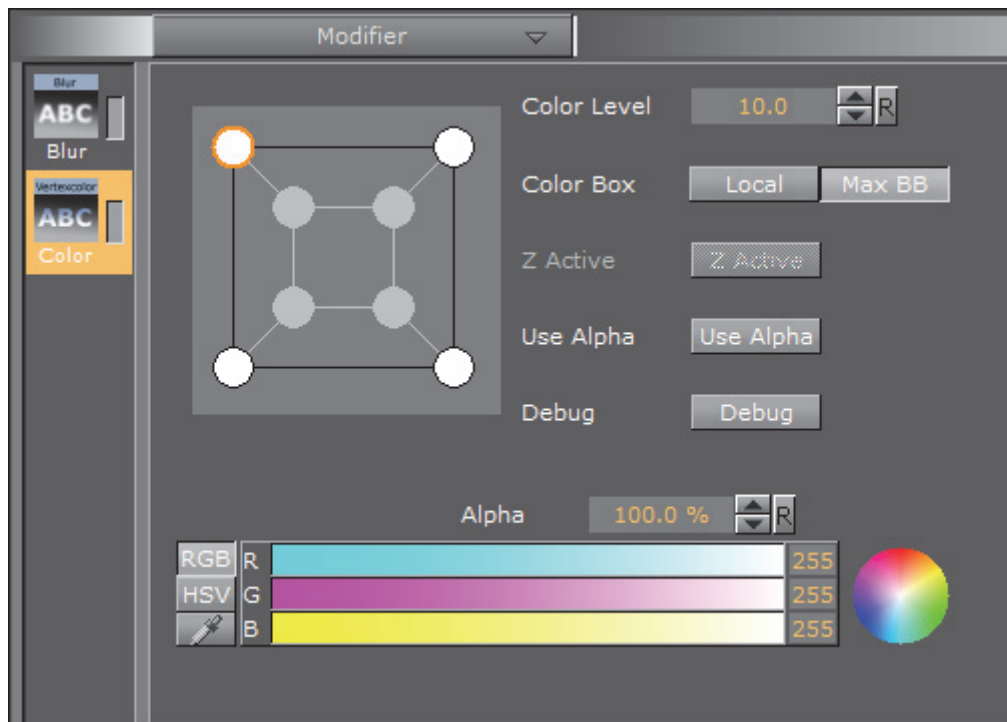 Modifier
Blur
ABC
Blur
Vertexcolor
ABC
Color
Color Level 10.0 R
Color Box Local Max BB
Z Active Z Active
Use Alpha Use Alpha
Debug Debug
Alpha 100.0 % R
RGB R 255
HSV G 255
B 255